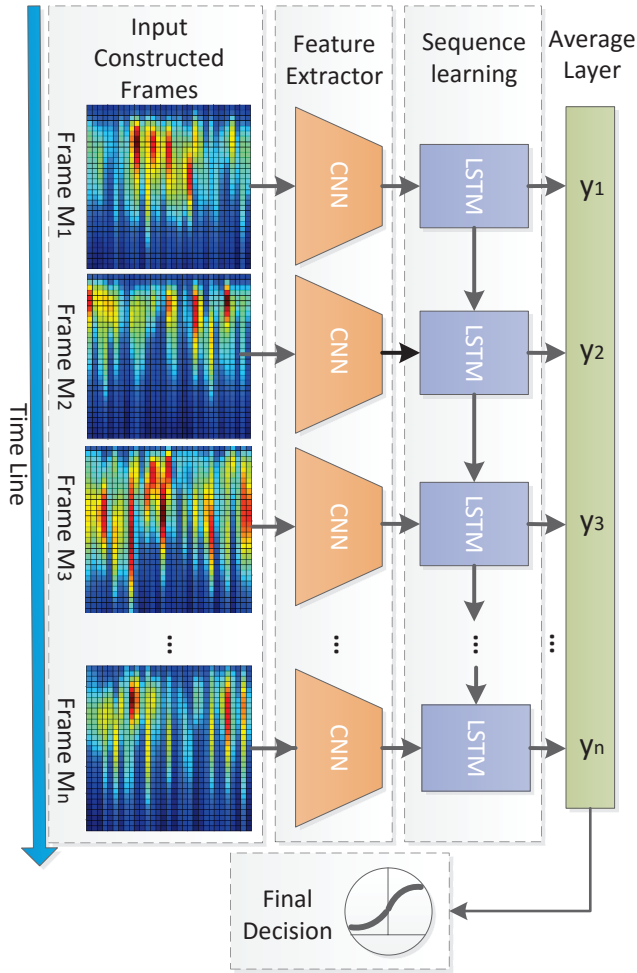 Input
Constructed
Frames
Feature
Extractor
Sequence
learning
Average
Layer
Time Line
Frame M1
CNN
LSTM
y1
Frame M2
CNN
LSTM
y2
Frame M3
CNN
LSTM
y3
...
...
...
...
Frame Mn
CNN
LSTM
yn
Final
Decision